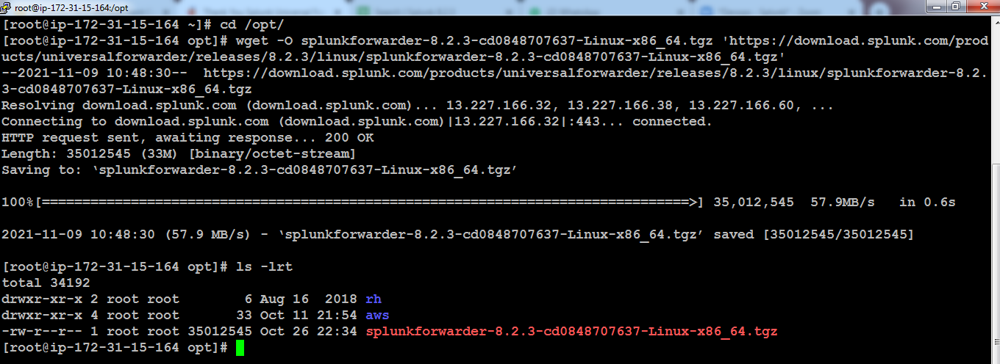 root@ip-172-31-15-164:/opt
[root@ip-172-31-15-164 ~]# cd /opt/
[root@ip-172-31-15-164 opt]# wget -O splunkforwarder-8.2.3-cd0848707637-Linux-x86_64.tgz 'https://download.splunk.com/prod
ucts/universalforwarder/releases/8.2.3/linux/splunkforwarder-8.2.3-cd0848707637-Linux-x86_64.tgz'
--2021-11-09 10:48:30--  https://download.splunk.com/products/universalforwarder/releases/8.2.3/linux/splunkforwarder-8.2.
3-cd0848707637-Linux-x86_64.tgz
Resolving download.splunk.com (download.splunk.com)... 13.227.166.32, 13.227.166.38, 13.227.166.60, ...
Connecting to download.splunk.com (download.splunk.com)|13.227.166.32|:443... connected.
HTTP request sent, awaiting response... 200 OK
Length: 35012545 (33M) [binary/octet-stream]
Saving to: ‘splunkforwarder-8.2.3-cd0848707637-Linux-x86_64.tgz’
100%[================================================================================>] 35,012,545  57.9MB/s   in 0.6s
2021-11-09 10:48:30 (57.9 MB/s) - ‘splunkforwarder-8.2.3-cd0848707637-Linux-x86_64.tgz’ saved [35012545/35012545]
[root@ip-172-31-15-164 opt]# ls -lrt
total 34192
drwxr-xr-x 2 root root        6 Aug 16  2018 rh
drwxr-xr-x 4 root root       33 Oct 11 21:54 aws
-rw-r--r-- 1 root root 35012545 Oct 26 22:34 splunkforwarder-8.2.3-cd0848707637-Linux-x86_64.tgz
[root@ip-172-31-15-164 opt]#